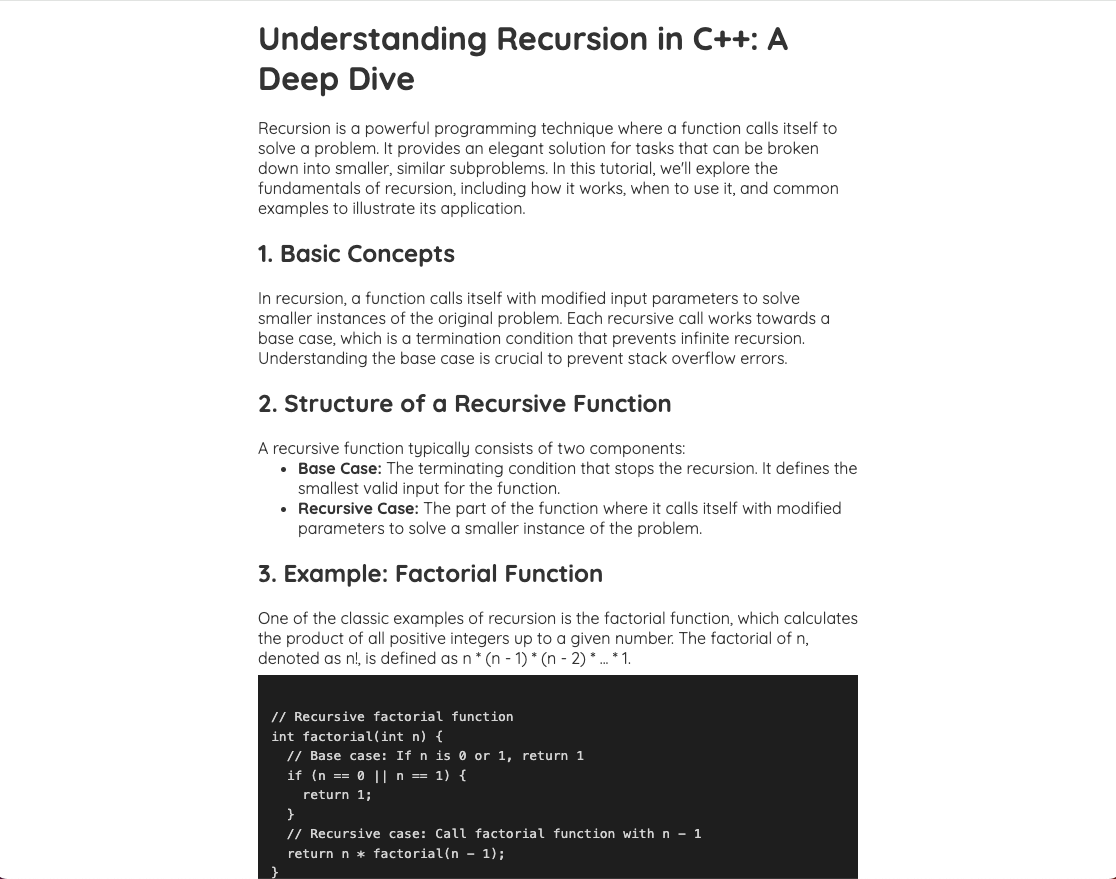 Understanding Recursion in C++: A
Deep Dive
Recursion is a powerful programming technique where a function calls itself to
solve a problem. It provides an elegant solution for tasks that can be broken
down into smaller, similar subproblems. In this tutorial, we'll explore the
fundamentals of recursion, including how it works, when to use it, and common
examples to illustrate its application.
1. Basic Concepts
In recursion, a function calls itself with modified input parameters to solve
smaller instances of the original problem. Each recursive call works towards a
base case, which is a termination condition that prevents infinite recursion.
Understanding the base case is crucial to prevent stack overflow errors.
2. Structure of a Recursive Function
A recursive function typically consists of two components:
• Base Case: The terminating condition that stops the recursion. It defines the
smallest valid input for the function.
• Recursive Case: The part of the function where it calls itself with modified
parameters to solve a smaller instance of the problem.
3. Example: Factorial Function
One of the classic examples of recursion is the factorial function, which calculates
the product of all positive integers up to a given number. The factorial of n,
denoted as n!, is defined as n * (n - 1) * (n - 2) * ... * 1.
// Recursive factorial function
int factorial(int n) {
  // Base case: If n is 0 or 1, return 1
  if (n == 0 || n == 1) {
    return 1;
  }
  // Recursive case: Call factorial function with n - 1
  return n * factorial(n - 1);
}